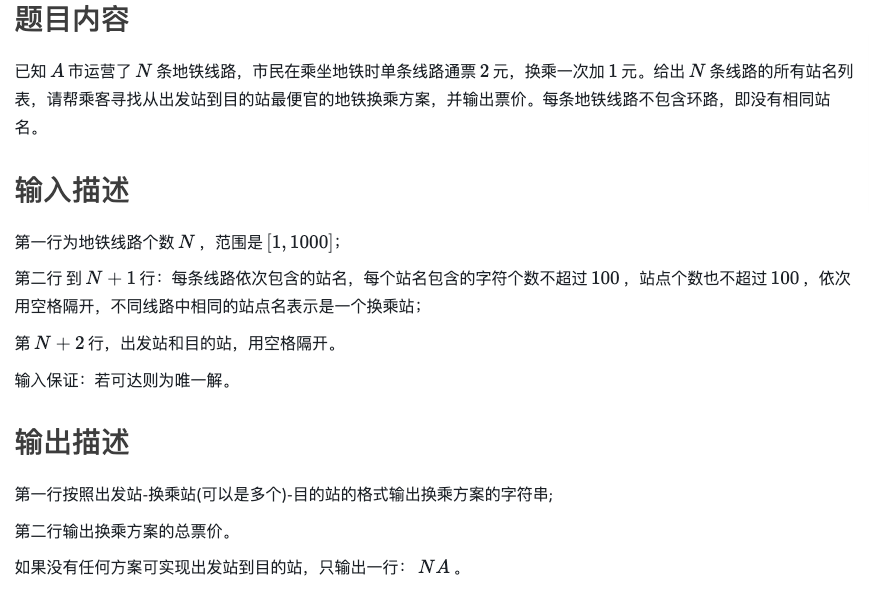 题目内容
已知 A 市运营了 N 条地铁线路，市民在乘坐地铁时单条线路通票 2 元，换乘一次加 1 元。给出 N 条线路的所有站名列
表，请帮乘客寻找从出发站到目的站最便官的地铁换乘方案，并输出票价。每条地铁线路不包含环路，即没有相同站
名。
输入描述
第一行为地铁线路个数 N ，范围是 [1, 1000]；
第二行 到 N + 1 行：每条线路依次包含的站名，每个站名包含的字符个数不超过 100 ，站点个数也不超过 100 ，依次
用空格隔开，不同线路中相同的站点名表示是一个换乘站；
第 N + 2 行，出发站和目的站，用空格隔开。
输入保证：若可达则为唯一解。
输出描述
第一行按照出发站-换乘站(可以是多个)-目的站的格式输出换乘方案的字符串;
第二行输出换乘方案的总票价。
如果没有任何方案可实现出发站到目的站，只输出一行： NA 。